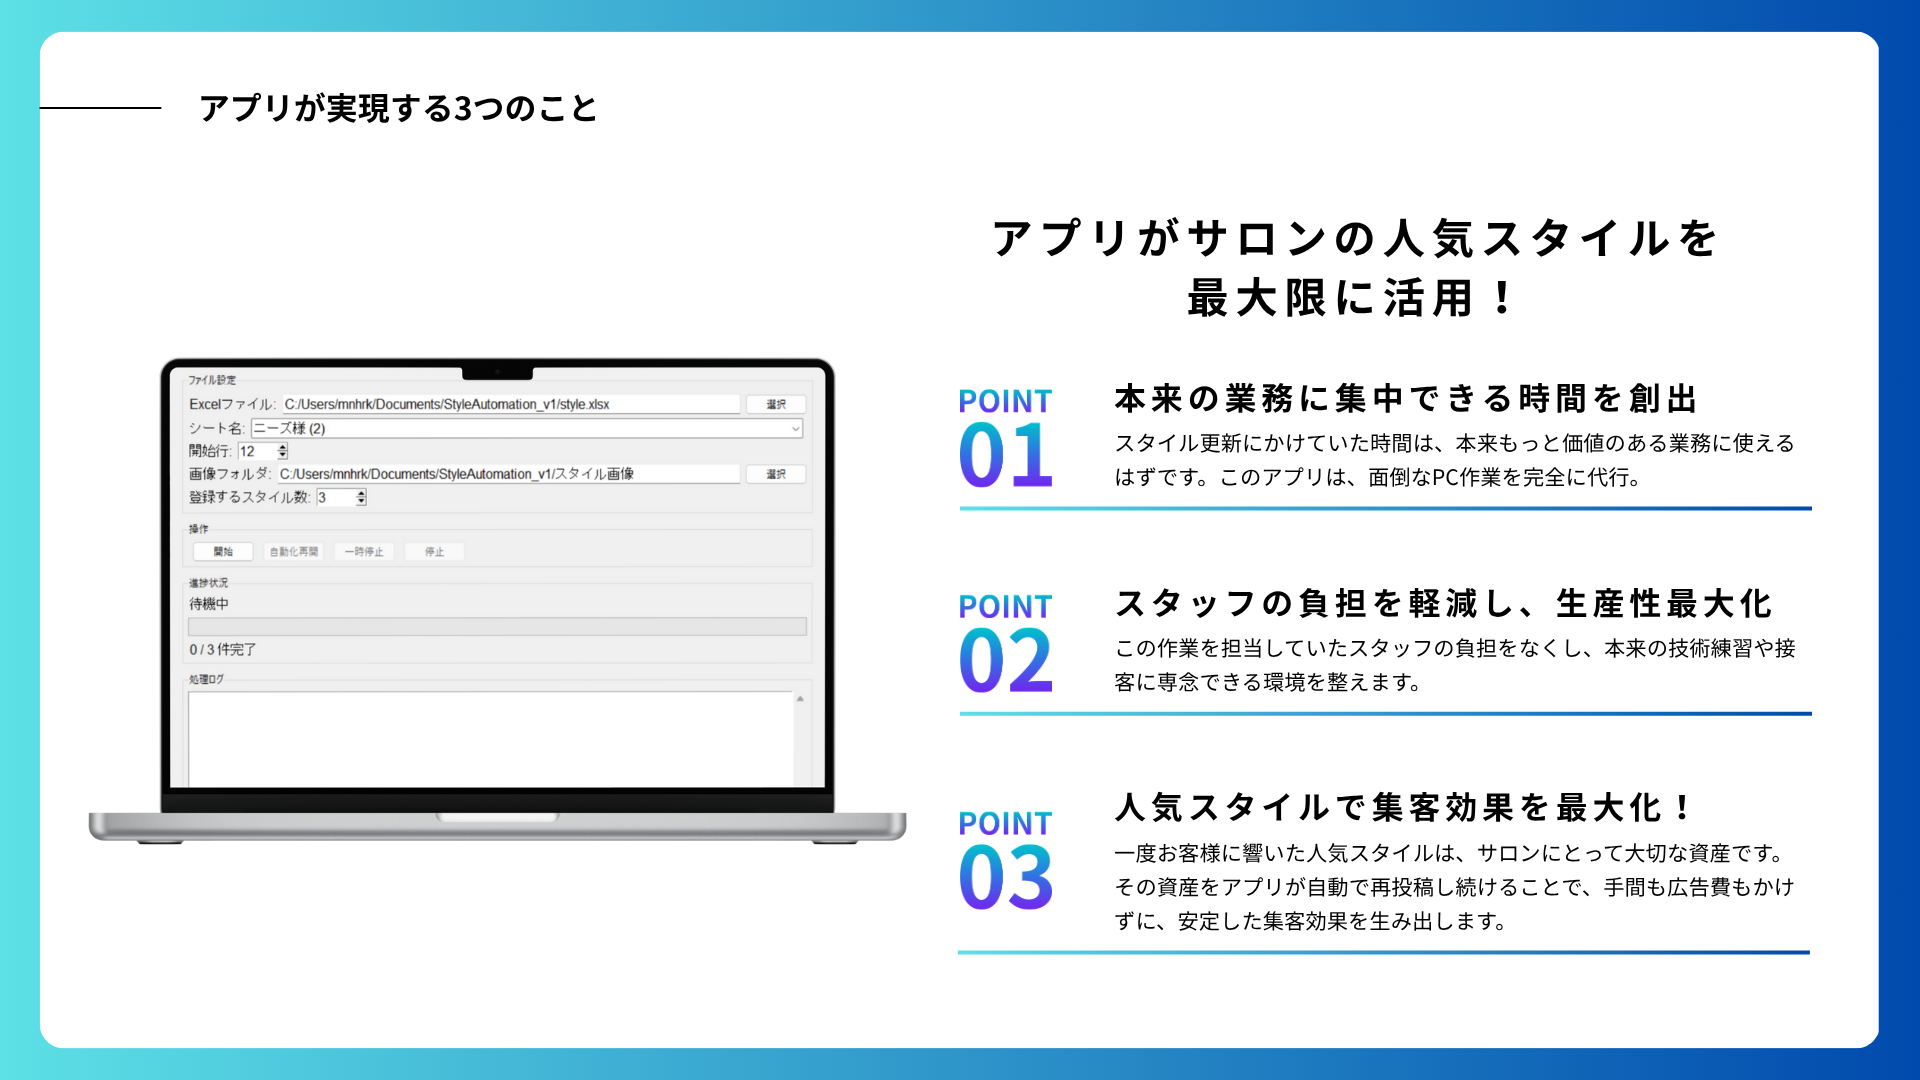 アプリが実現する3つのこと
アプリがサロンの人気スタイルを
最大限に活用！
ファイル設定
Excelファイル: C:/Users/mnhrk/Documents/StyleAutomation_v1/style.xlsx 選択
シート名: ニーズ様 (2)
開始行: 12
画像フォルダ: C:/Users/mnhrk/Documents/StyleAutomation_v1/スタイル画像 選択
登録するスタイル数: 3
操作
開始 自動化再開 一時停止 停止
進捗状況
待機中
0 / 3 件完了
処理ログ
POINT
01
本来の業務に集中できる時間を創出
スタイル更新にかけていた時間は、本来もっと価値のある業務に使える
はずです。このアプリは、面倒なPC作業を完全に代行。
POINT
02
スタッフの負担を軽減し、生産性最大化
この作業を担当していたスタッフの負担をなくし、本来の技術練習や接
客に専念できる環境を整えます。
POINT
03
人気スタイルで集客効果を最大化！
一度お客様に響いた人気スタイルは、サロンにとって大切な資産です。
その資産をアプリが自動で再投稿し続けることで、手間も広告費もかけ
ずに、安定した集客効果を生み出します。